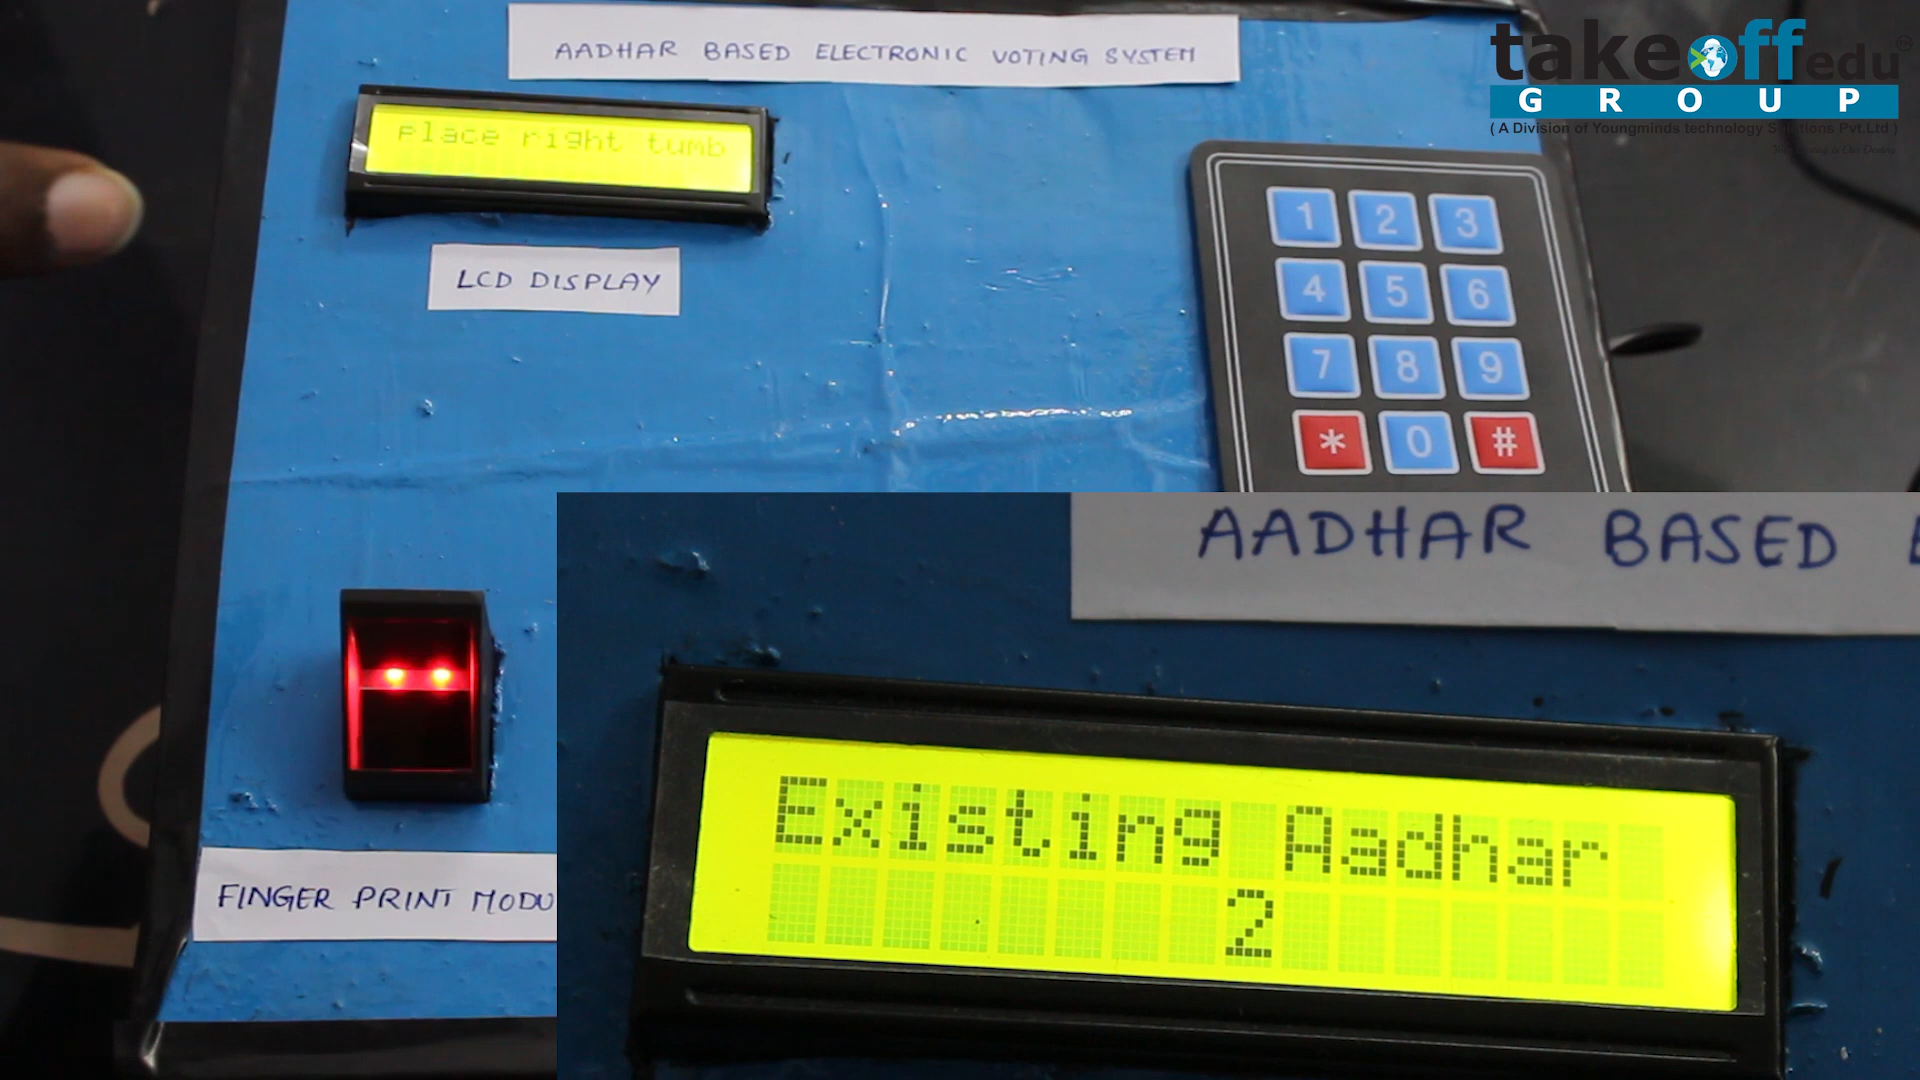 AADHAR BASED ELECTRONIC VOTING SYSTEM
takeoffedu
GROUP
( A Division of Youngminds technology Solutions Pvt.Ltd )
place right tumb
LCD DISPLAY
1 2 3
4 5 6
7 8 9
* 0 #
FINGER PRINT MODU
AADHAR BASED
Existing Aadhar
2